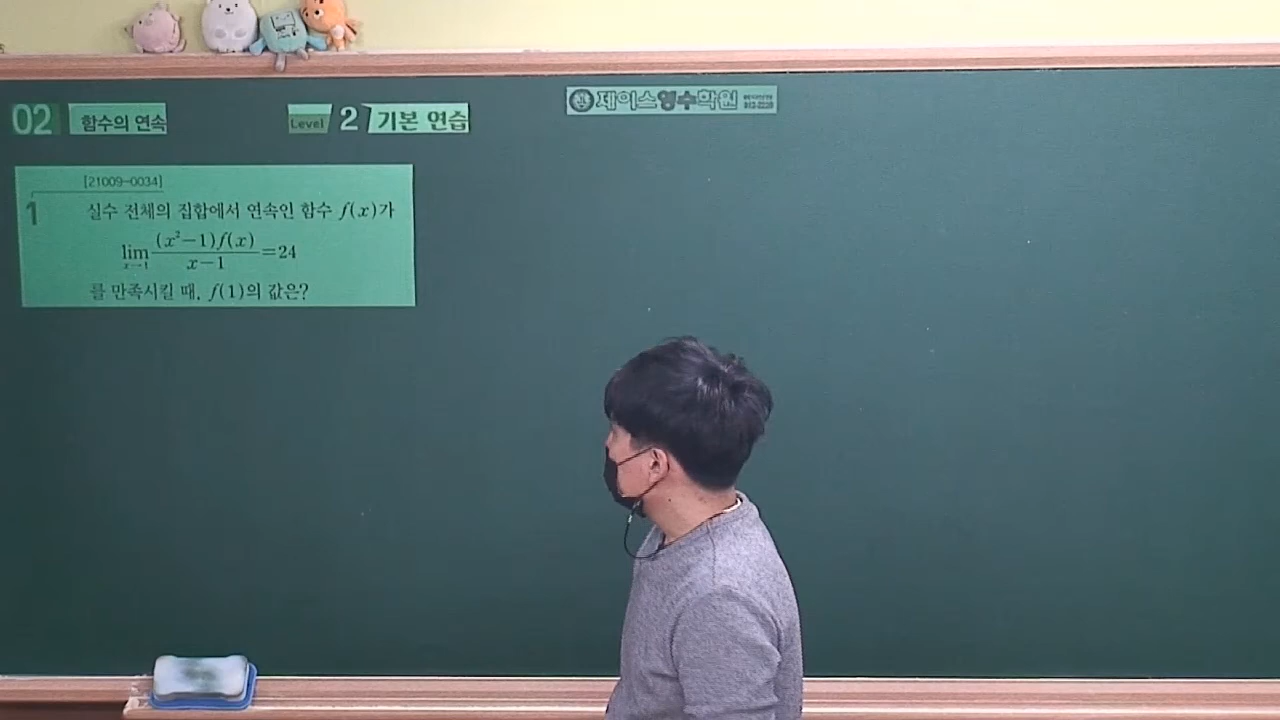 02 함수의 연속
Level 2 기본 연습
제이스영수학원
[21009-0034]
1 실수 전체의 집합에서 연속인 함수 f(x)가
lim x→1 (x²-1)f(x) / x-1 =24
를 만족시킬 때, f(1)의 값은?